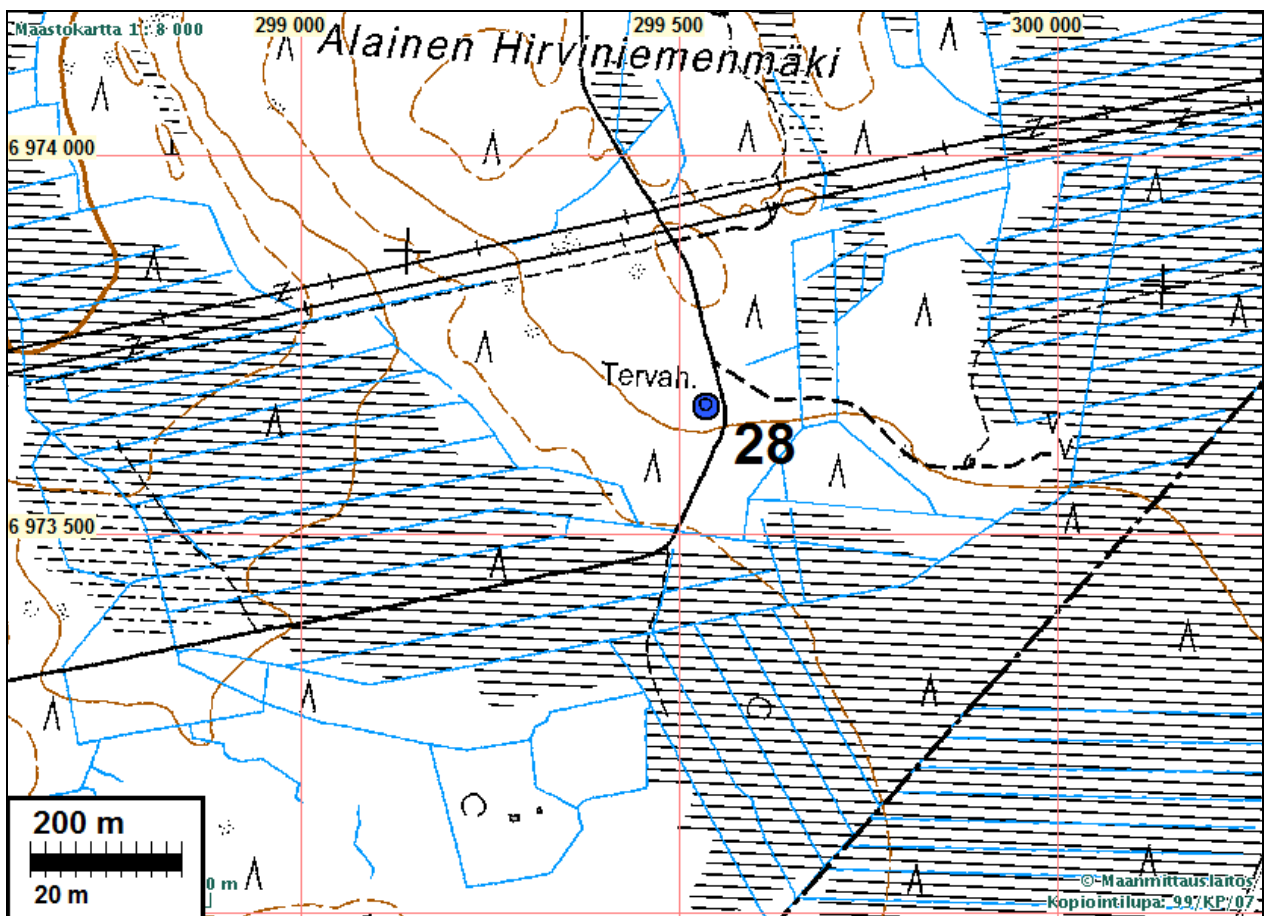 Maastokartta 1 : 8 000
299 000
299 500
300 000
Alainen Hirviniemenmäki
6 974 000
Tervah.
28
6 973 500
200 m
20 m
0 m
© Maanmittauslaitos
Kopiointilupa: 99/KP/07